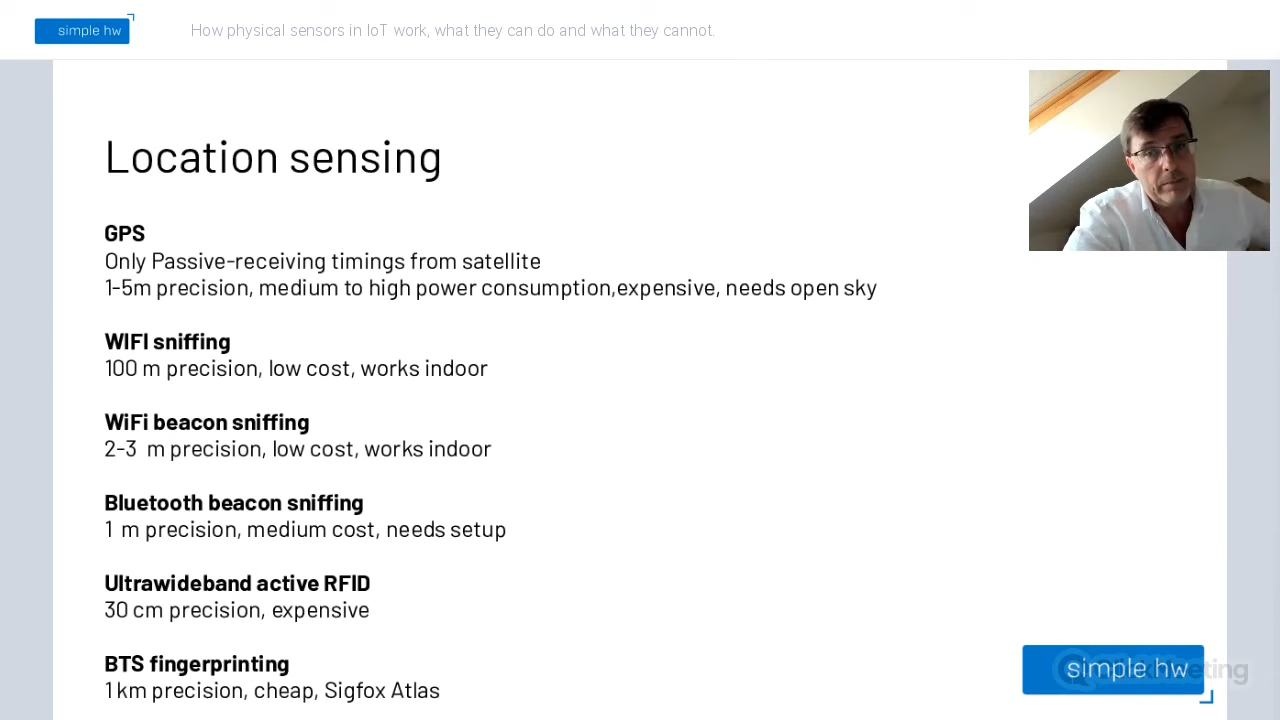 simple hw
How physical sensors in IoT work, what they can do and what they cannot.
Location sensing
GPS
Only Passive-receiving timings from satellite
1-5m precision, medium to high power consumption,expensive, needs open sky
WIFI sniffing
100 m precision, low cost, works indoor
WiFi beacon sniffing
2-3  m precision, low cost, works indoor
Bluetooth beacon sniffing
1  m precision, medium cost, needs setup
Ultrawideband active RFID
30 cm precision, expensive
BTS fingerprinting
1 km precision, cheap, Sigfox Atlas
simple hw